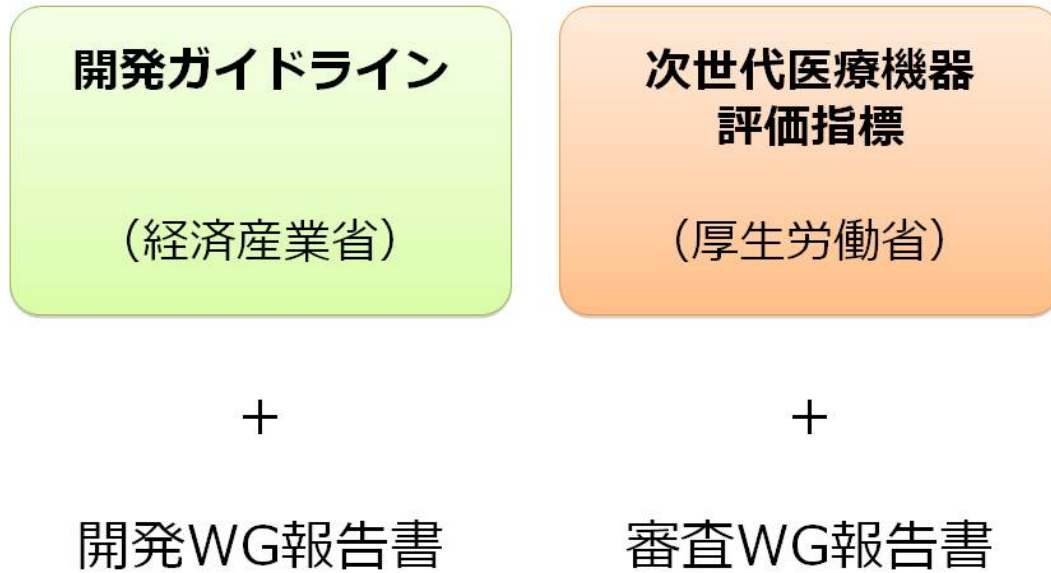 開発ガイドライン
（経済産業省）
＋
開発WG報告書
次世代医療機器
評価指標
（厚生労働省）
＋
審査WG報告書